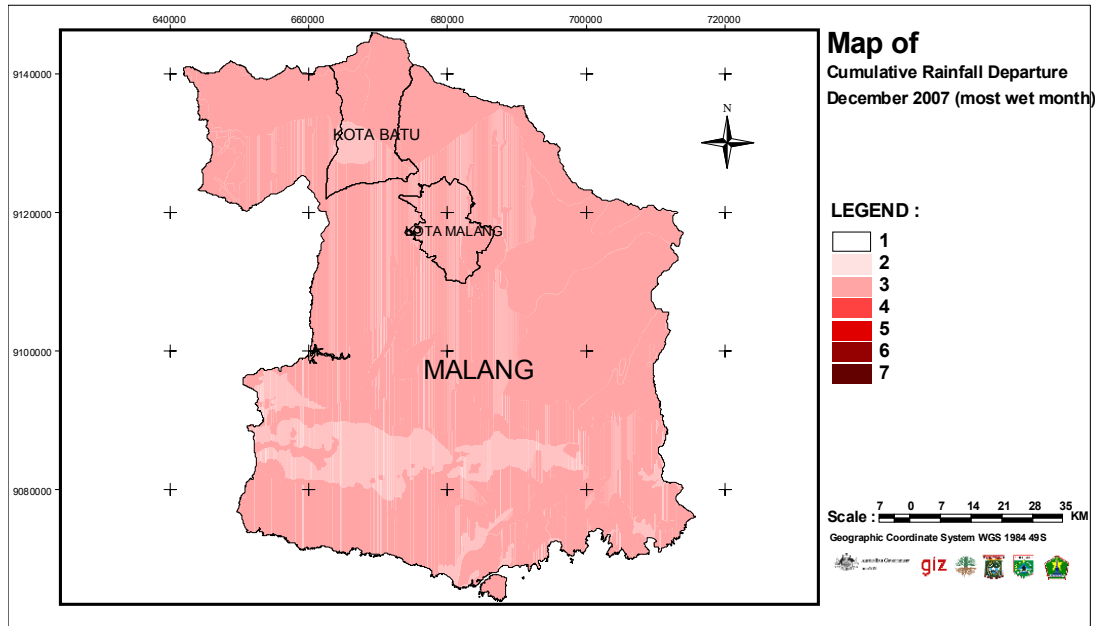 640000 660000 680000 700000 720000
Map of
Cumulative Rainfall Departure
December 2007 (most wet month)
9140000
N
KOTA BATU
9120000
KOTA MALANG
LEGEND :
1
2
3
4
5
6
7
9100000
MALANG
9080000
Scale : 7 0 7 14 21 28 35 KM
Geographic Coordinate System WGS 1984 49S
giz